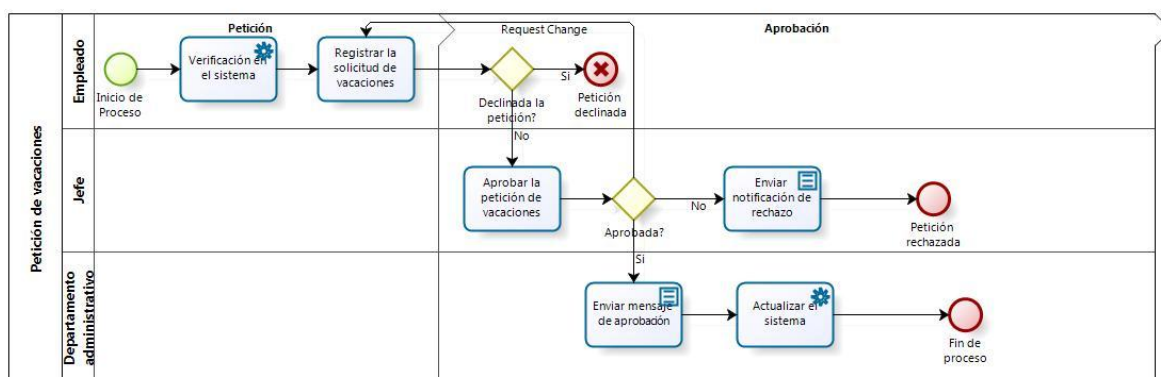 Petición de vacaciones
Empleado
Jefe
Departamento
administrativo
Petición
Aprobación
Request Change
Inicio de
Proceso
Verificación en
el sistema
Registrar la
solicitud de
vacaciones
Declinada la
petición?
Si
Petición
declinada
No
Aprobar la
petición de
vacaciones
Aprobada?
No
Enviar
notificación de
rechazo
Petición
rechazada
Si
Enviar mensaje
de aprobación
Actualizar el
sistema
Fin de
proceso